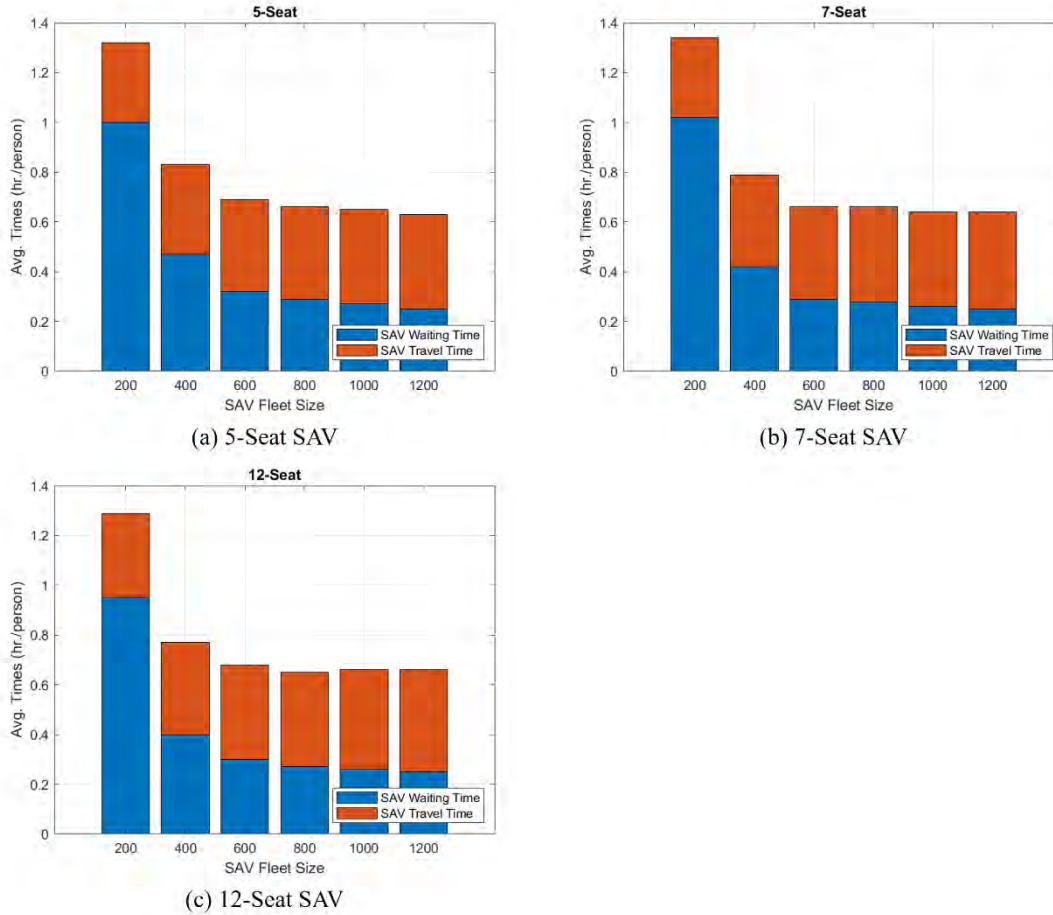 5-Seat
1.4
1.2
1
0.8
0.6
0.4
0.2
0
Avg. Times (hr./person)
SAV Waiting Time
SAV Travel Time
200 400 600 800 1000 1200
SAV Fleet Size
(a) 5-Seat SAV
7-Seat
1.4
1.2
1
0.8
0.6
0.4
0.2
0
Avg. Times (hr./person)
SAV Waiting Time
SAV Travel Time
200 400 600 800 1000 1200
SAV Fleet Size
(b) 7-Seat SAV
12-Seat
1.4
1.2
1
0.8
0.6
0.4
0.2
0
Avg. Times (hr./person)
SAV Waiting Time
SAV Travel Time
200 400 600 800 1000 1200
SAV Fleet Size
(c) 12-Seat SAV